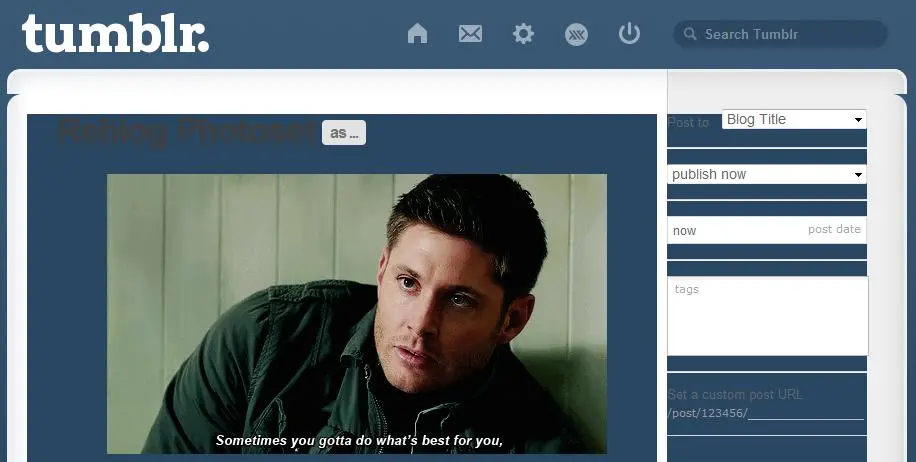 tumblr.
Search Tumblr
Reblog Photoset as ...
Post to Blog Title
publish now
now post date
tags
Set a custom post URL
/post/123456/
Sometimes you gotta do what's best for you,